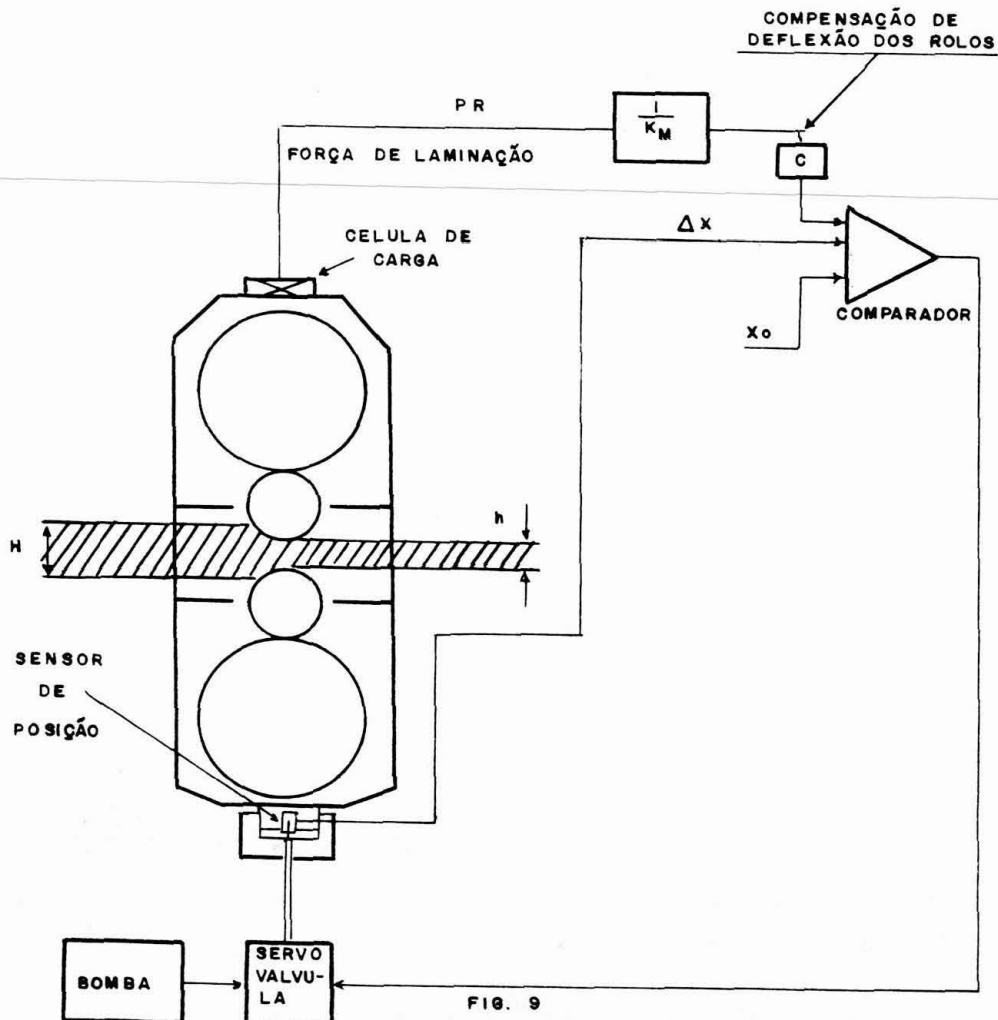 COMPENSAÇÃO DE
DEFLEXÃO DOS ROLOS
PR
1
KM
FORÇA DE LAMINAÇÃO
C
CELULA DE
CARGA
Δx
COMPARADOR
Xo
H
h
SENSOR
DE
POSIÇÃO
BOMBA
SERVO
VALVU-
LA
FIG. 9